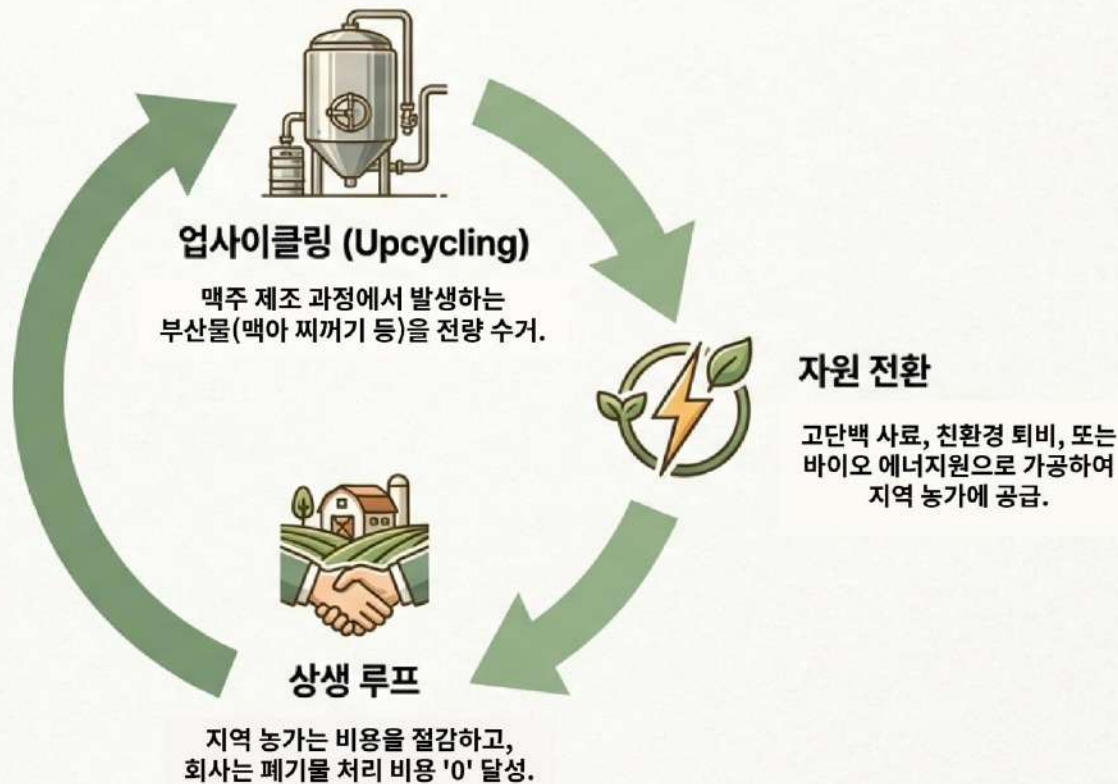 업사이클링 (Upcycling)
맥주 제조 과정에서 발생하는
부산물(맥아 찌꺼기 등)을 전량 수거.
자원 전환
고단백 사료, 친환경 퇴비, 또는
바이오 에너지원으로 가공하여
지역 농가에 공급.
상생 루프
지역 농가는 비용을 절감하고,
회사는 폐기물 처리 비용 '0' 달성.